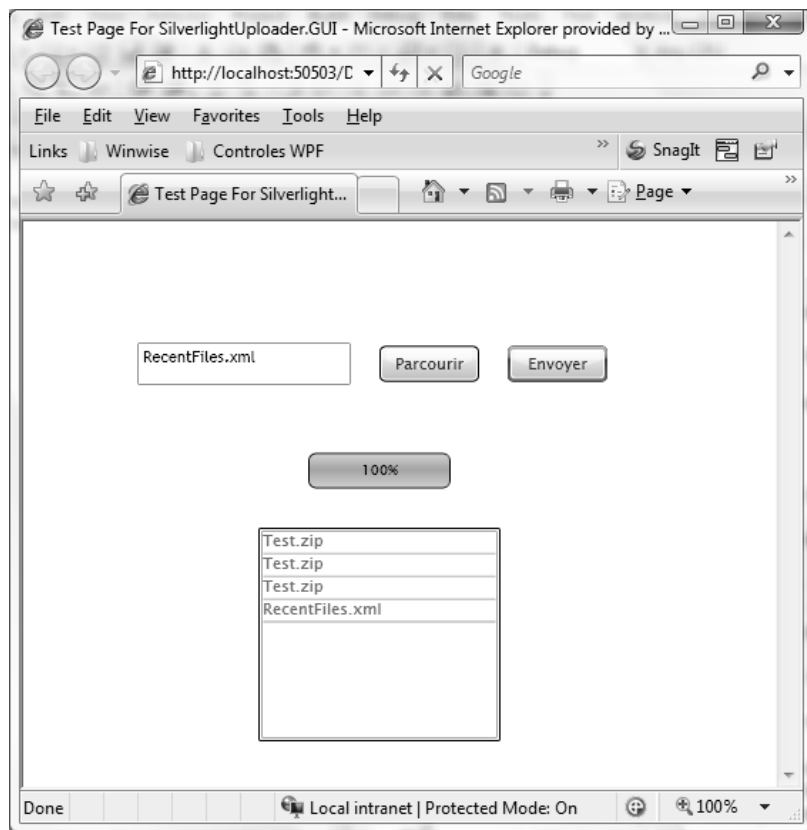 Test Page For SilverlightUploader.GUI - Microsoft Internet Explorer provided by ...
http://localhost:50503/D
Google
File Edit View Favorites Tools Help
Links Winwise Controles WPF » SnagIt
Test Page For Silverlight... Page »
RecentFiles.xml Parcourir Envoyer
100%
Test.zip
Test.zip
Test.zip
RecentFiles.xml
Done Local intranet | Protected Mode: On 100%